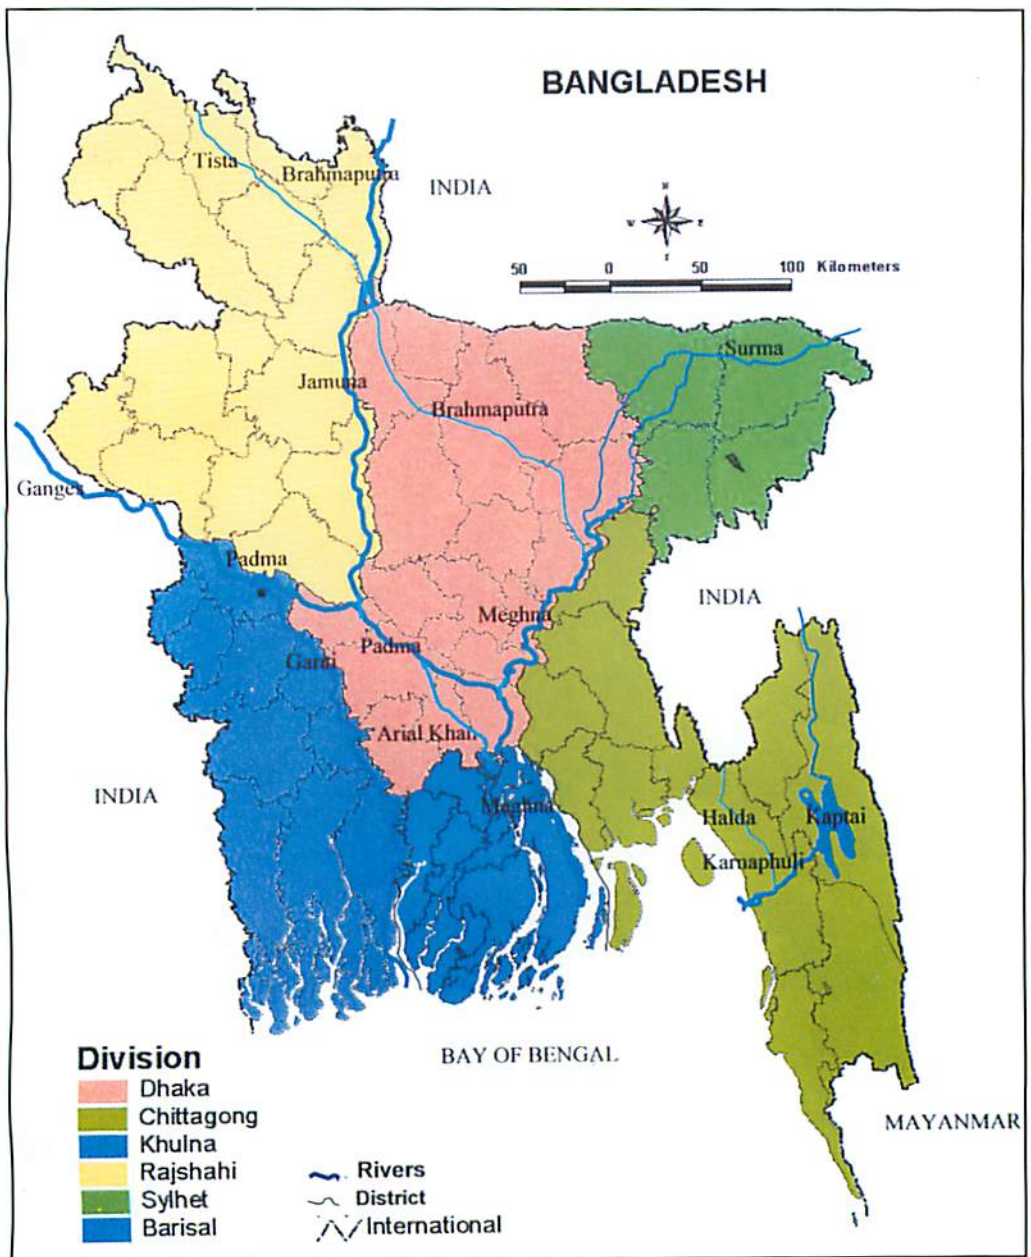 BANGLADESH
Tista
Brahmaputra
INDIA
N
W
E
50 0 50 100 Kilometers
Surma
Jamuna
Brahmaputra
Ganges
Padma
INDIA
Meghna
Padma
Garai
Arial Khan
INDIA
Meghna
Halda
Kaptai
Karnaphuli
BAY OF BENGAL
MAYANMAR
Division
Dhaka
Chittagong
Khulna
Rajshahi
Sylhet
Barisal
Rivers
District
International